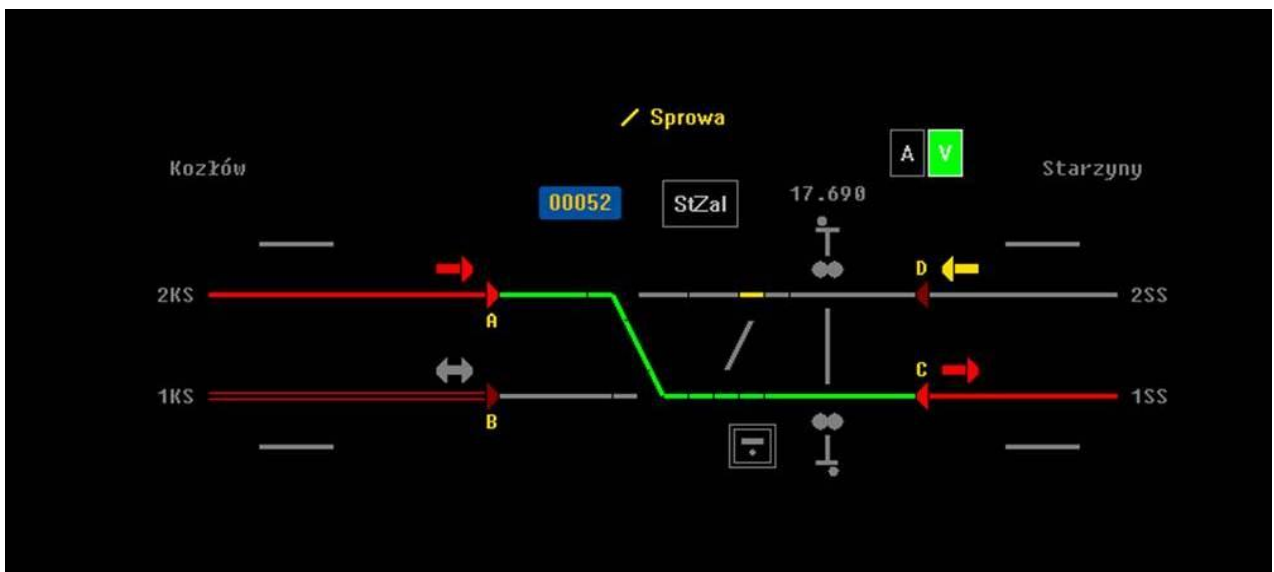 Sprowa
A V
Kozłów
Starzyny
00052
StZal
17.690
D
2KS
2SS
A
C
1KS
1SS
B